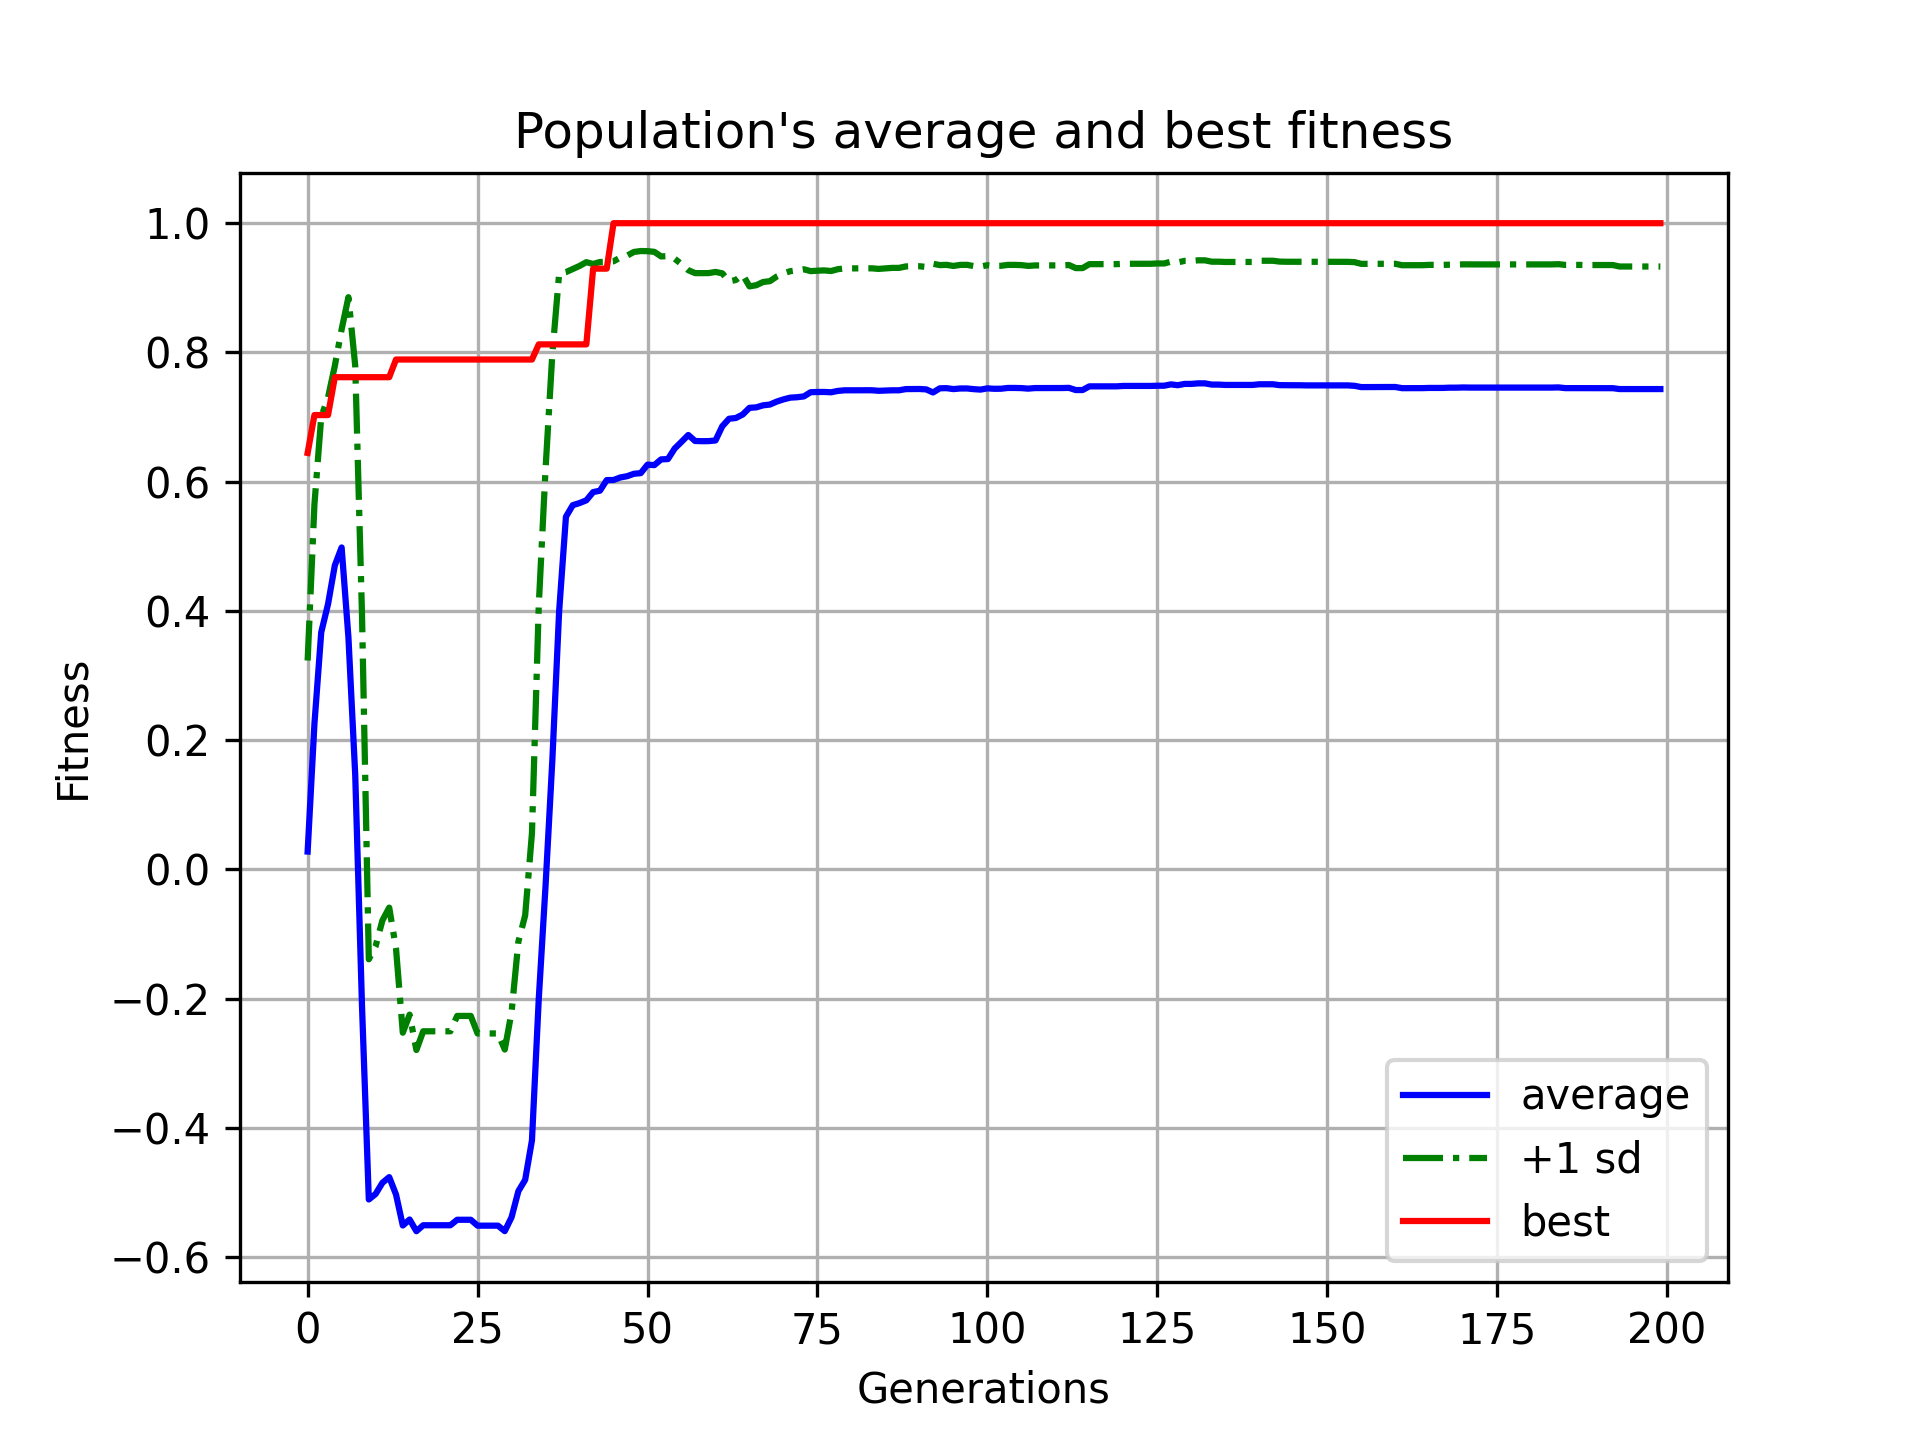 Population's average and best fitness
Fitness
1.0
0.8
0.6
0.4
0.2
0.0
−0.2
−0.4
−0.6
0 25 50 75 100 125 150 175 200
Generations
average
+1 sd
best